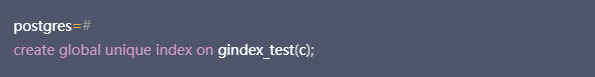 postgres=#
create global unique index on gindex_test(c);